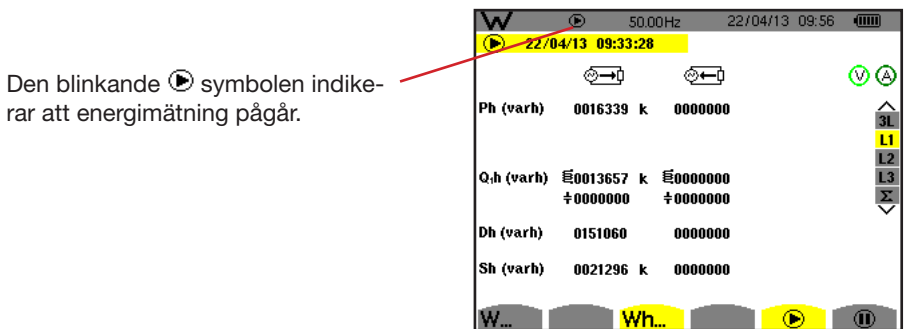 Den blinkande symbolen indike-
rar att energimätning pågår.
W 50.00Hz 22/04/13 09:56
22/04/13 09:33:28
V A
Ph (varh) 0016339 k 0000000
3L
L1
L2
Q₁h (varh) 0013657 k 0000000
L3
÷0000000 ÷0000000
Σ
Dh (varh) 0151060 0000000
Sh (varh) 0021296 k 0000000
W... Wh...